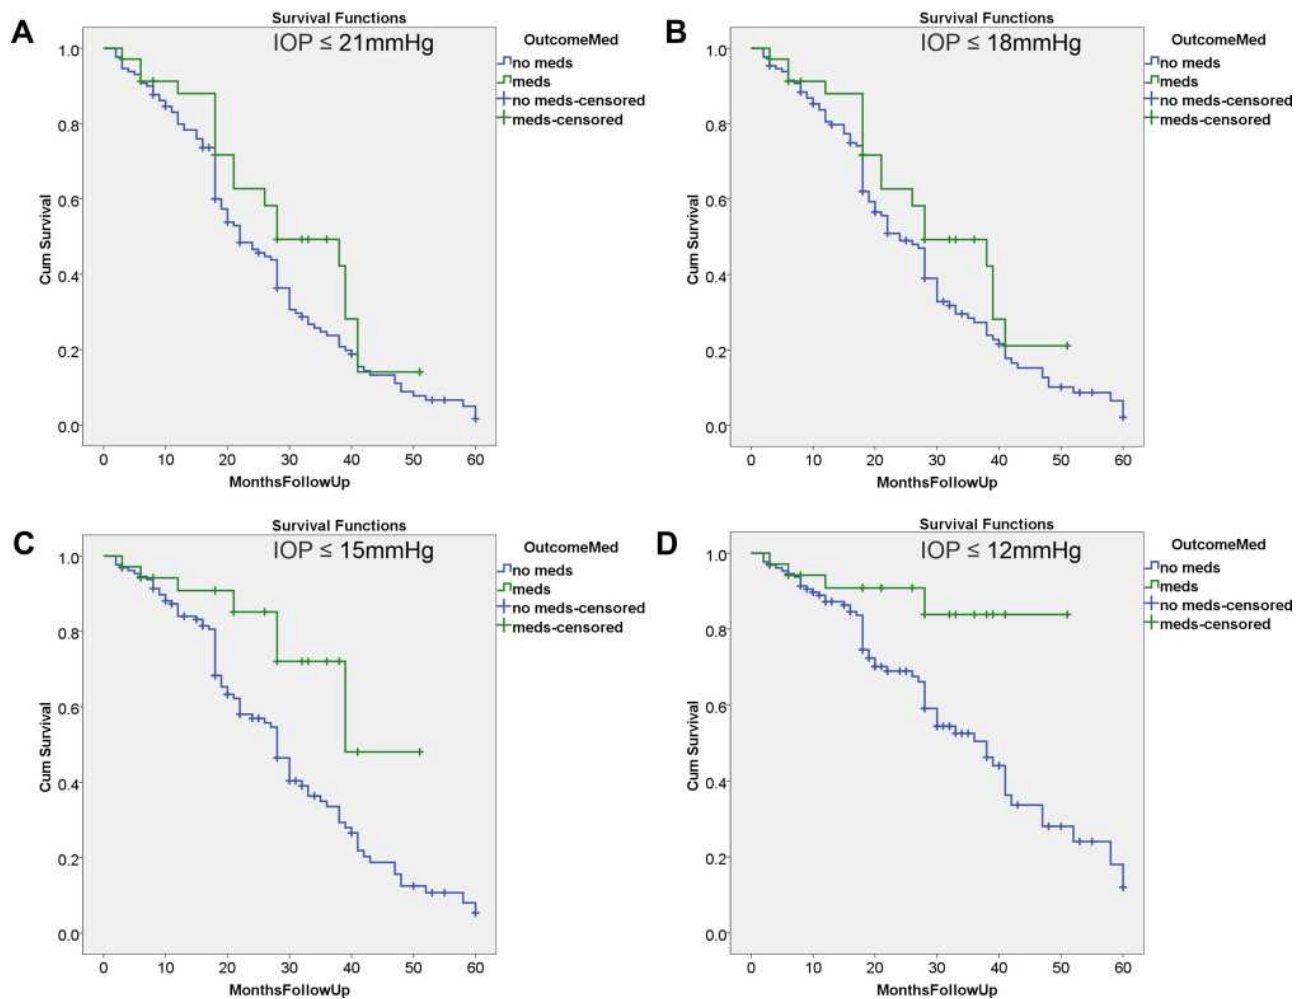 A
Survival Functions
IOP ≤ 21mmHg
OutcomeMed
no meds
meds
no meds-censored
meds-censored
Cum Survival
1.0
0.8
0.6
0.4
0.2
0.0
0 10 20 30 40 50 60
MonthsFollowUp
B
Survival Functions
IOP ≤ 18mmHg
OutcomeMed
no meds
meds
no meds-censored
meds-censored
Cum Survival
1.0
0.8
0.6
0.4
0.2
0.0
0 10 20 30 40 50 60
MonthsFollowUp
C
Survival Functions
IOP ≤ 15mmHg
OutcomeMed
no meds
meds
no meds-censored
meds-censored
Cum Survival
1.0
0.8
0.6
0.4
0.2
0.0
0 10 20 30 40 50 60
MonthsFollowUp
D
Survival Functions
IOP ≤ 12mmHg
OutcomeMed
no meds
meds
no meds-censored
meds-censored
Cum Survival
1.0
0.8
0.6
0.4
0.2
0.0
0 10 20 30 40 50 60
MonthsFollowUp